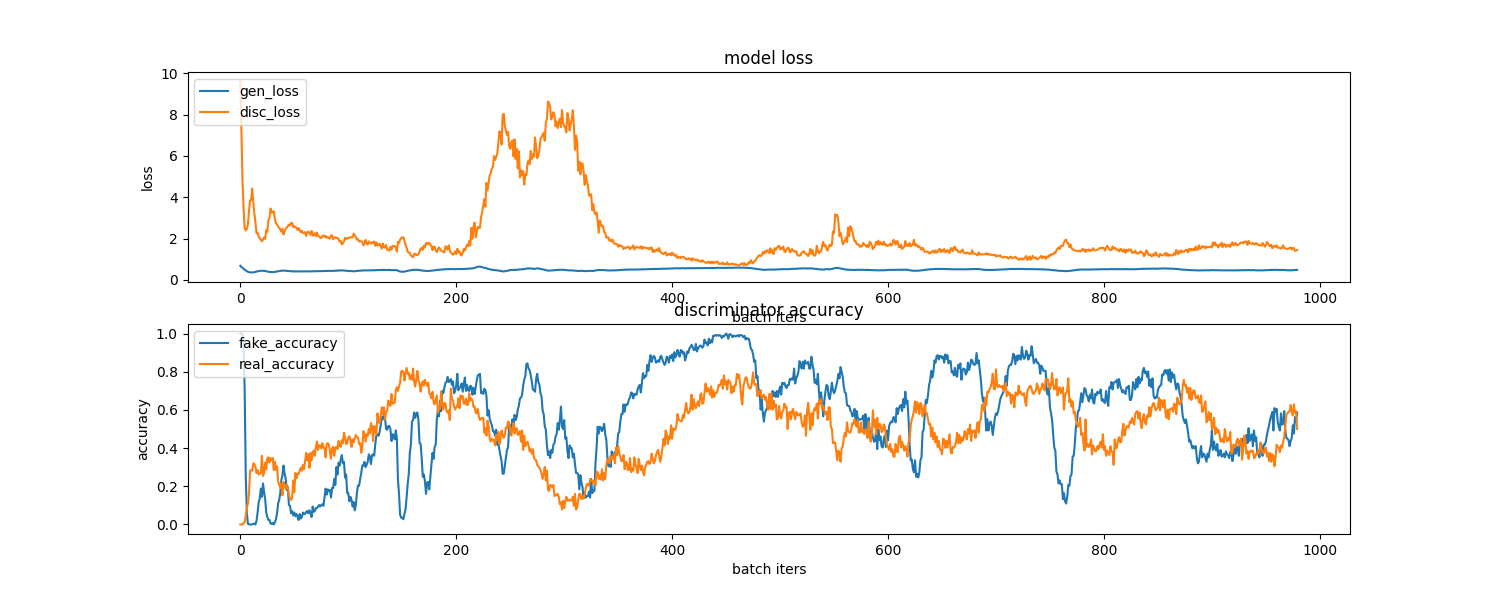 model loss
10
8
6
4
2
0
loss
gen_loss
disc_loss
0 200 400 600 800 1000
batch iters
discriminator accuracy
1.0
0.8
0.6
0.4
0.2
0.0
accuracy
fake_accuracy
real_accuracy
0 200 400 600 800 1000
batch iters